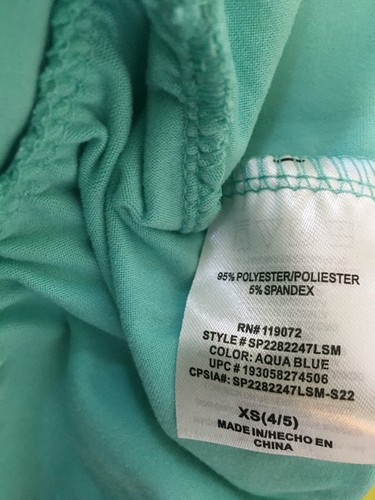 95% POLYESTER/POLIESTER
5% SPANDEX
RN# 119072
STYLE # SP2282247LSM
COLOR: AQUA BLUE
UPC # 193058274506
CPSIA#: SP2282247LSM-S22
XS(4/5)
MADE IN/HECHO EN
CHINA